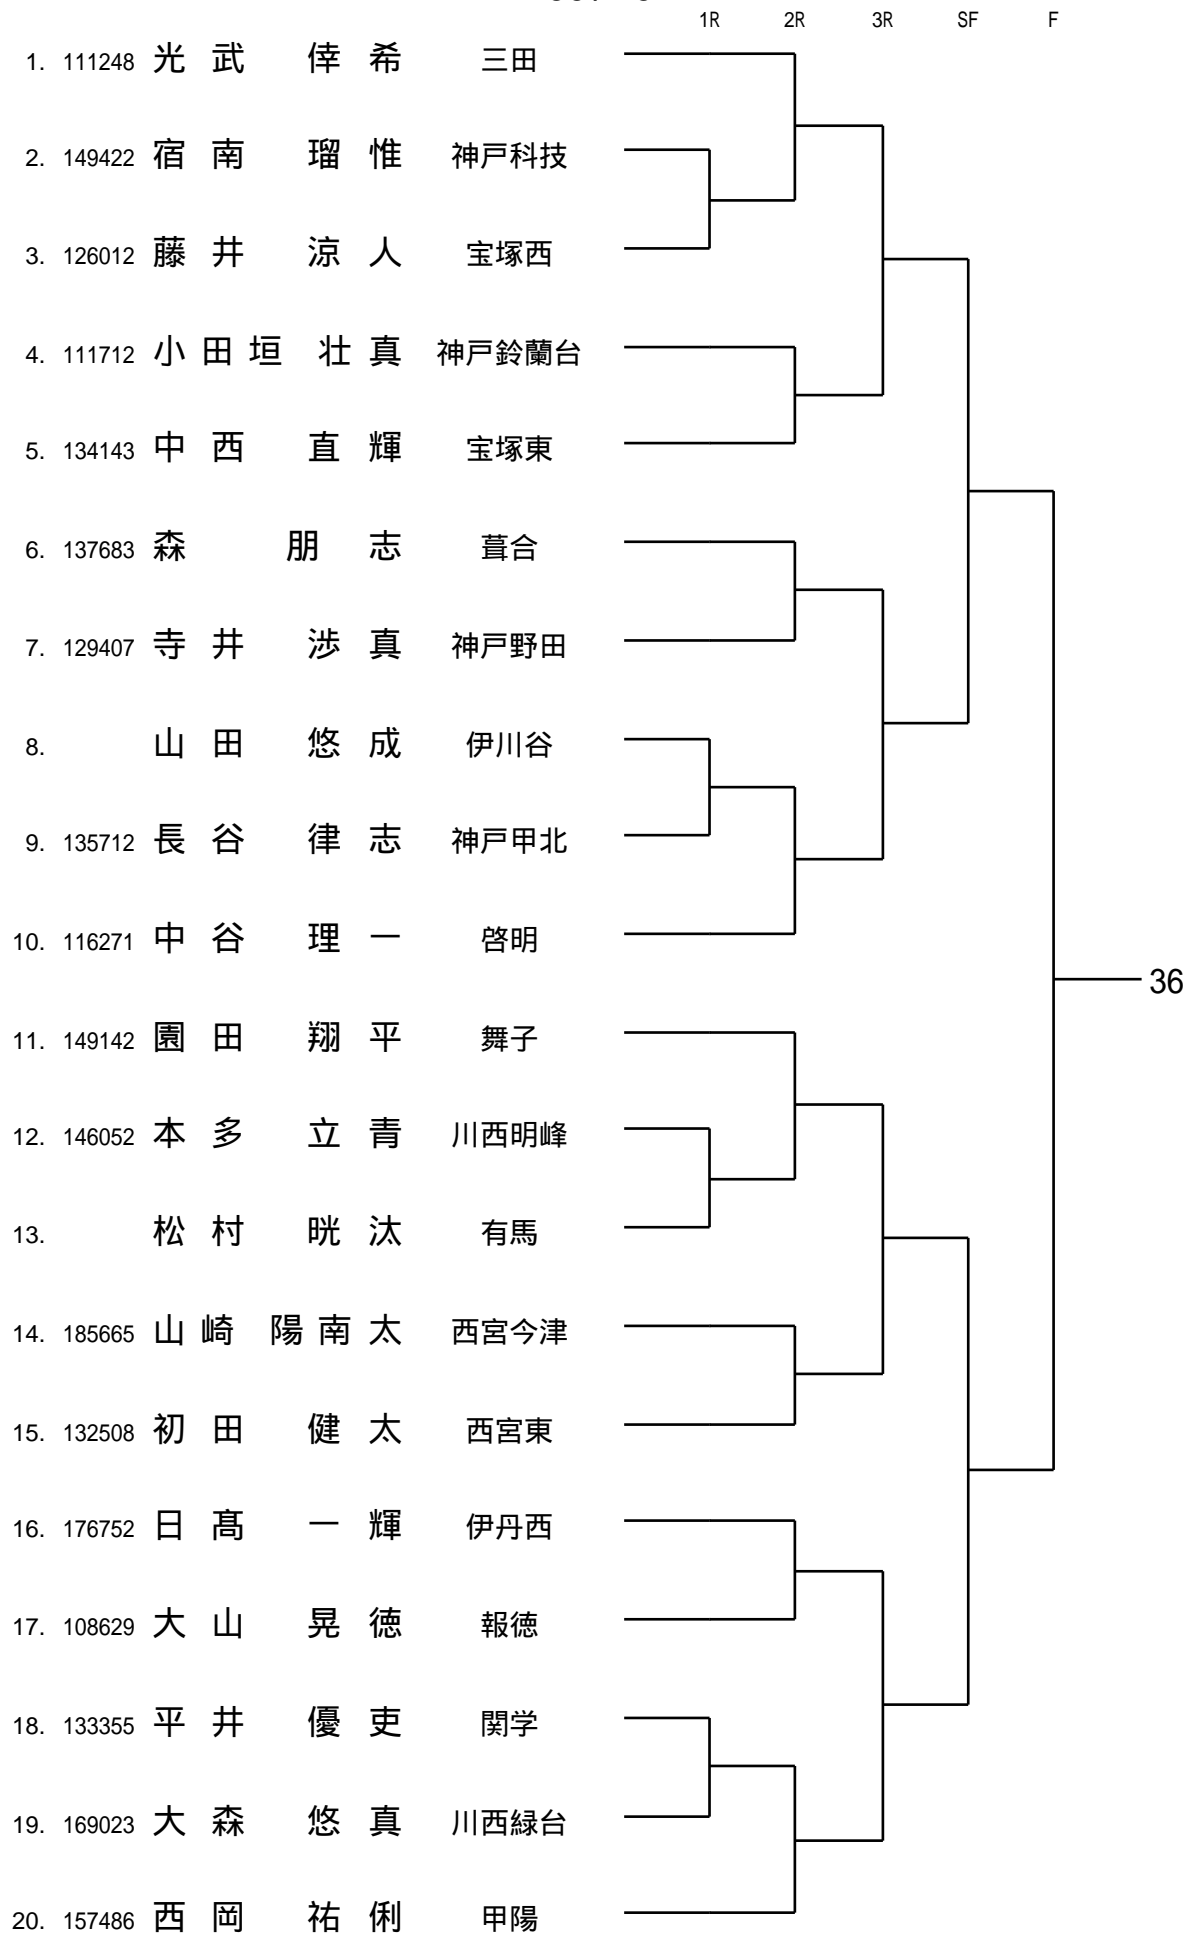 1R 2R 3R SF F
1. 111248 光武 倖希 三田
2. 149422 宿南 瑠惟 神戸科技
3. 126012 藤井 涼人 宝塚西
4. 111712 小田垣 壮真 神戸鈴蘭台
5. 134143 中西 直輝 宝塚東
6. 137683 森 朋志 葺合
7. 129407 寺井 渉真 神戸野田
8. 山田 悠成 伊川谷
9. 135712 長谷 律志 神戸甲北
10. 116271 中谷 理一 啓明
36
11. 149142 園田 翔平 舞子
12. 146052 本多 立青 川西明峰
13. 松村 晄汰 有馬
14. 185665 山崎 陽南太 西宮今津
15. 132508 初田 健太 西宮東
16. 176752 日髙 一輝 伊丹西
17. 108629 大山 晃徳 報徳
18. 133355 平井 優吏 関学
19. 169023 大森 悠真 川西緑台
20. 157486 西岡 祐俐 甲陽